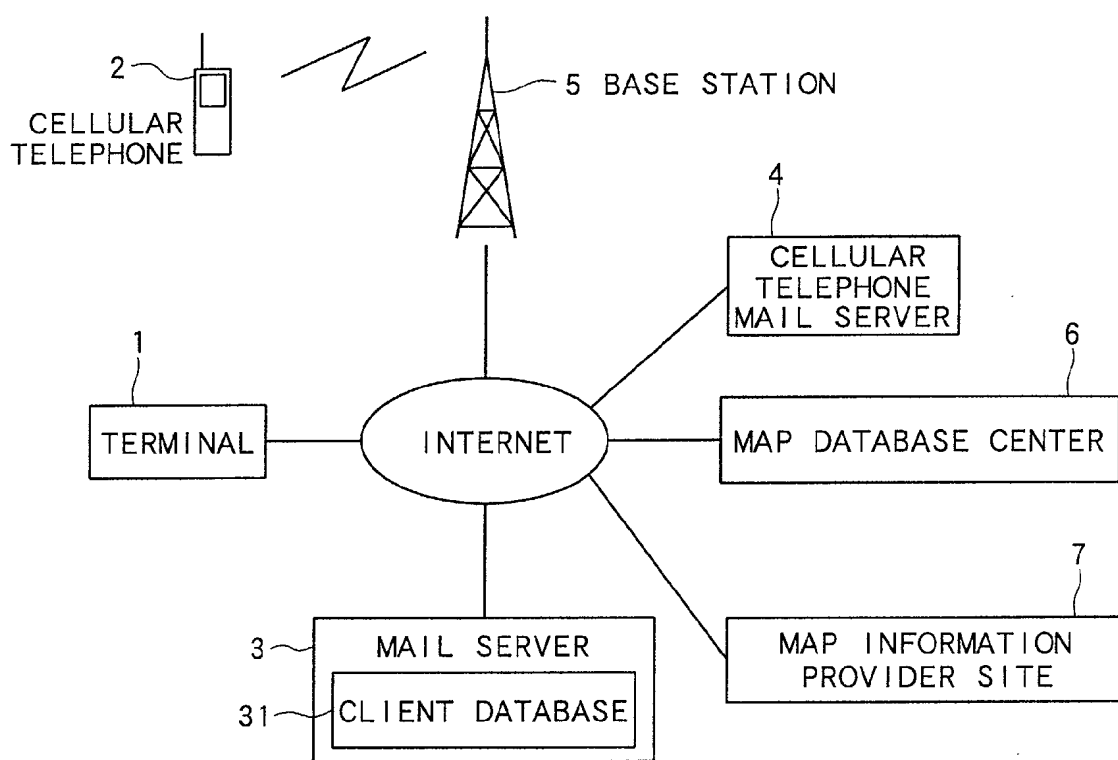 2
CELLULAR
TELEPHONE
5 BASE STATION
4
CELLULAR
TELEPHONE
MAIL SERVER
1
TERMINAL
INTERNET
6
MAP DATABASE CENTER
3
MAIL SERVER
31
CLIENT DATABASE
7
MAP INFORMATION
PROVIDER SITE